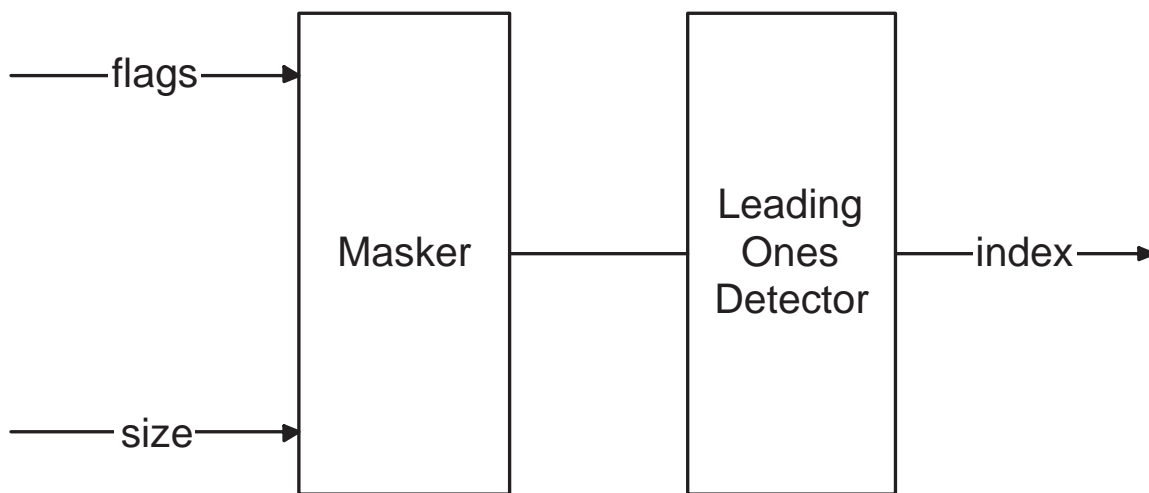 flags
size
Masker
Leading
Ones
Detector
index